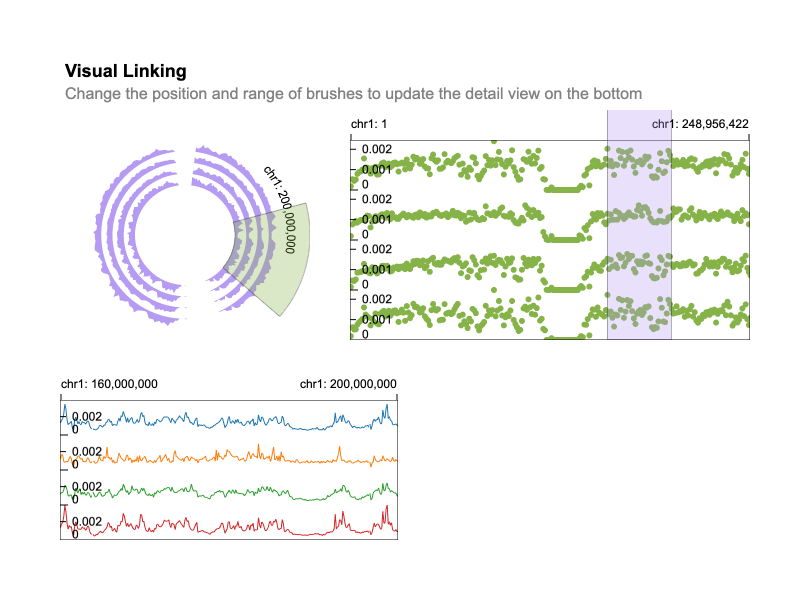 Visual Linking
Change the position and range of brushes to update the detail view on the bottom
chr1: 200,000,000
chr1: 1
chr1: 248,956,422
0.002
0.001
0
0.002
0.001
0
0.002
0.001
0
0.002
0.001
0
chr1: 160,000,000
chr1: 200,000,000
0.002
0
0.002
0
0.002
0
0.002
0